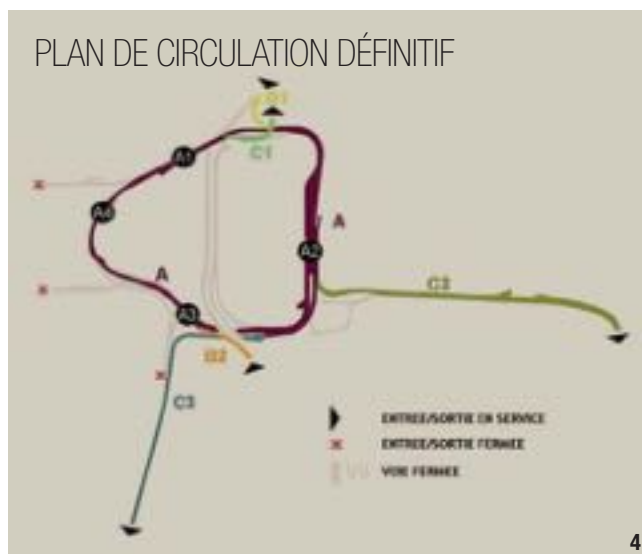 PLAN DE CIRCULATION DÉFINITIF
C1
A1
A4
A
A2
A
C2
A3
B2
C3
ENTREE/SORTIE EN SERVICE
ENTREE/SORTIE FERMEE
VOIE FERMEE
4